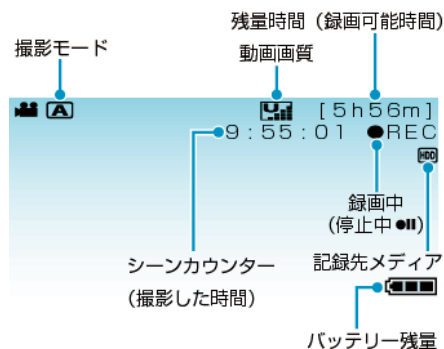 残量時間（録画可能時間）
撮影モード
動画画質
A
[5h56m]
9:55:01 ●REC
HDD
録画中
(停止中●II)
シーンカウンター
(撮影した時間)
記録先メディア
バッテリー残量